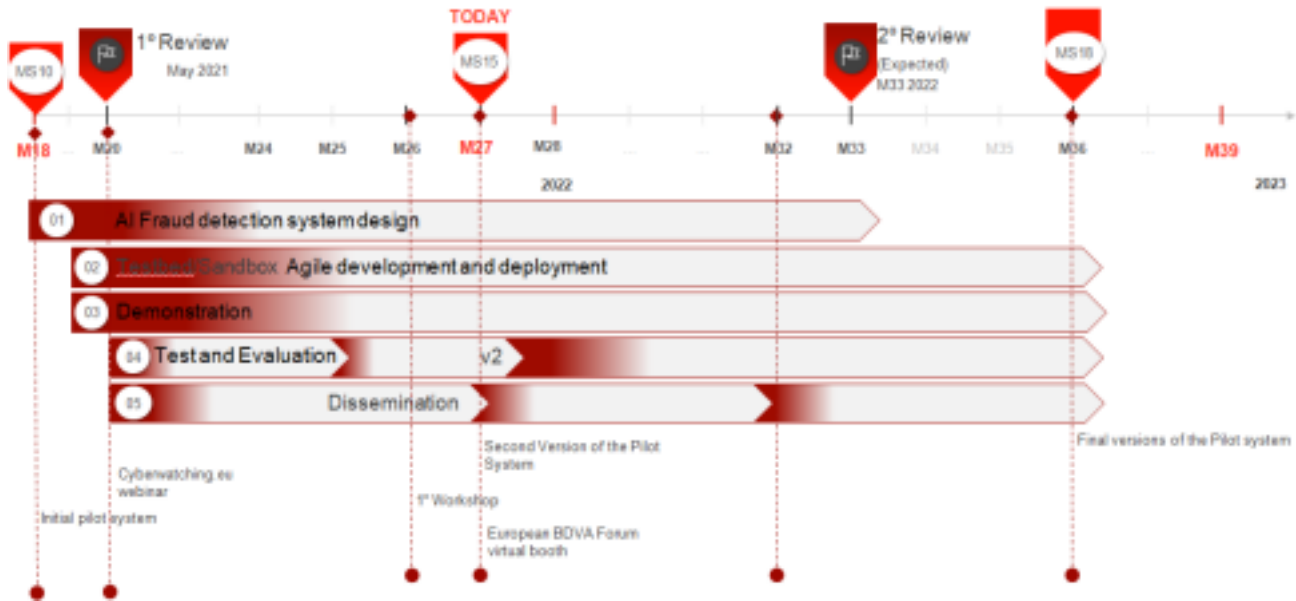 TODAY
1º Review
May 2021
2º Review
(Expected)
M33 2022
MS10
MS15
MS18
M18
...
M20
...
M24
M25
M26
M27
M28
...
...
M32
M33
M34
M35
M36
...
M39
2022
2023
01 AI Fraud detection system design
02 Testbed/Sandbox Agile development and deployment
03 Demonstration
04 Test and Evaluation v2
05 Dissemination
Second Version of the Pilot
System
Final versions of the Pilot system
Cyberwatching.eu
webinar
1º Workshop
Initial pilot system
European BDVA Forum
virtual booth